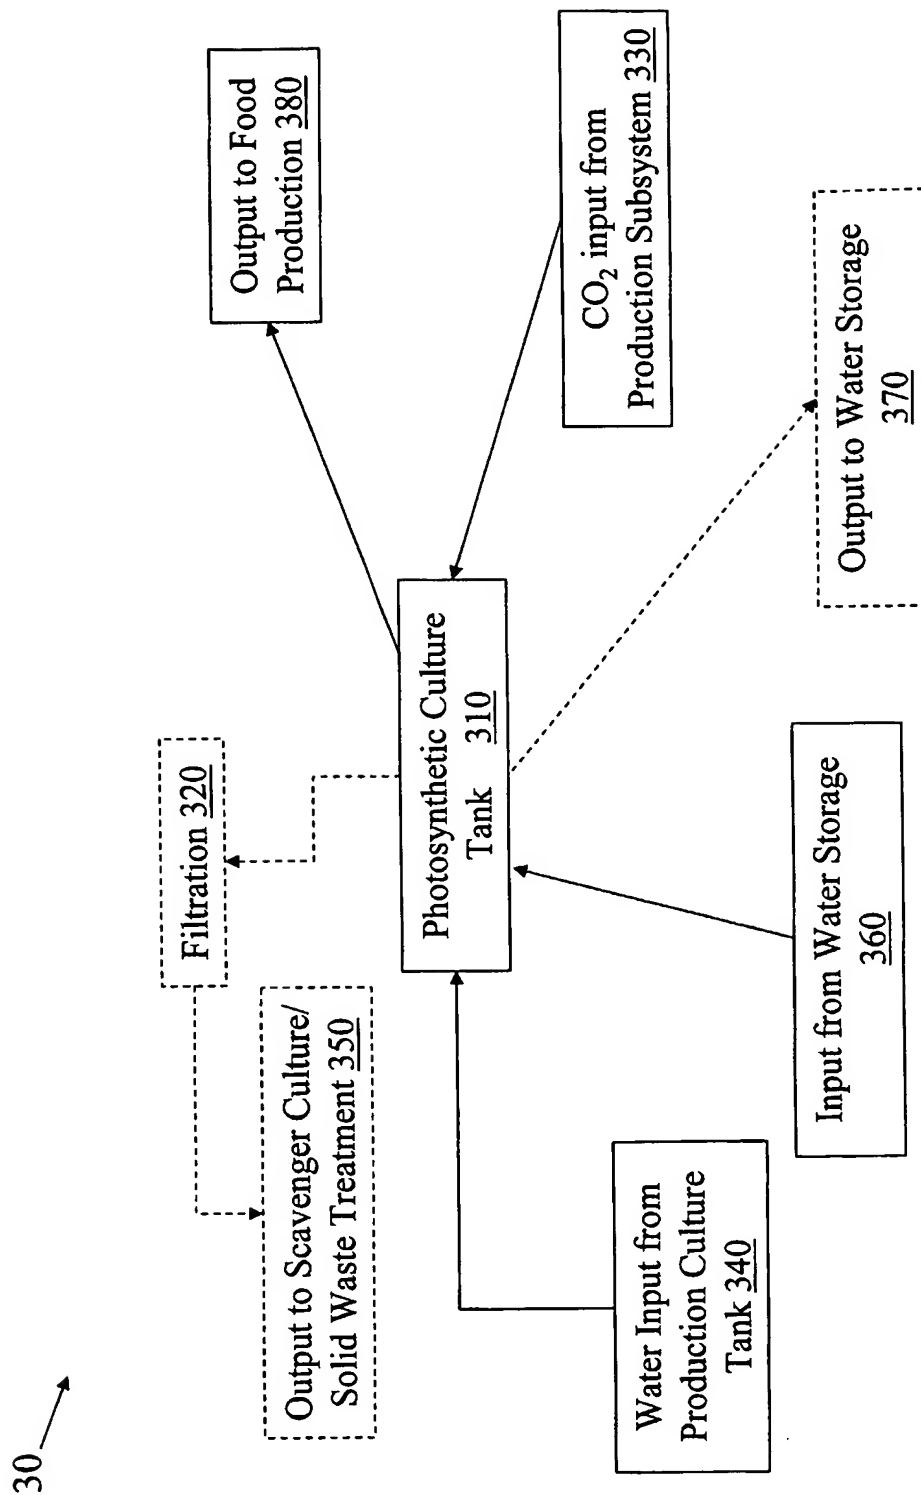 30
Output to Scavenger Culture/
Solid Waste Treatment 350
Filtration 320
Output to Food
Production 380
Water Input from
Production Culture
Tank 340
Photosynthetic Culture
Tank 310
CO₂ input from
Production Subsystem 330
Input from Water Storage
360
Output to Water Storage
370